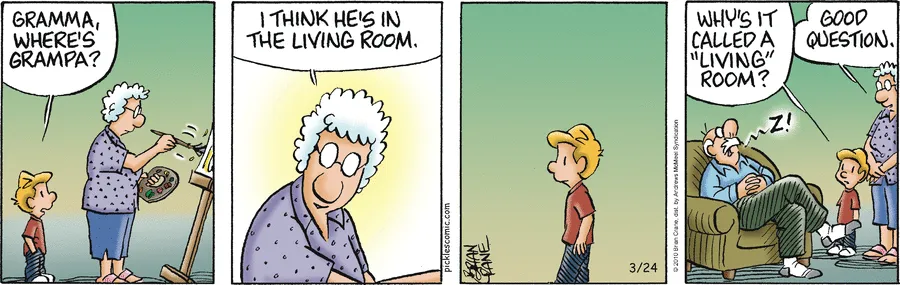 GRAMMA,
WHERE'S
GRAMPA?
I THINK HE'S IN
THE LIVING ROOM.
picklescomic.com
BRIAN
CRANE
3/24
© 2010 Brian Crane, dist. by Andrews McMeel Syndication
WHY'S IT
CALLED A
"LIVING"
ROOM?
GOOD
QUESTION.
Z!